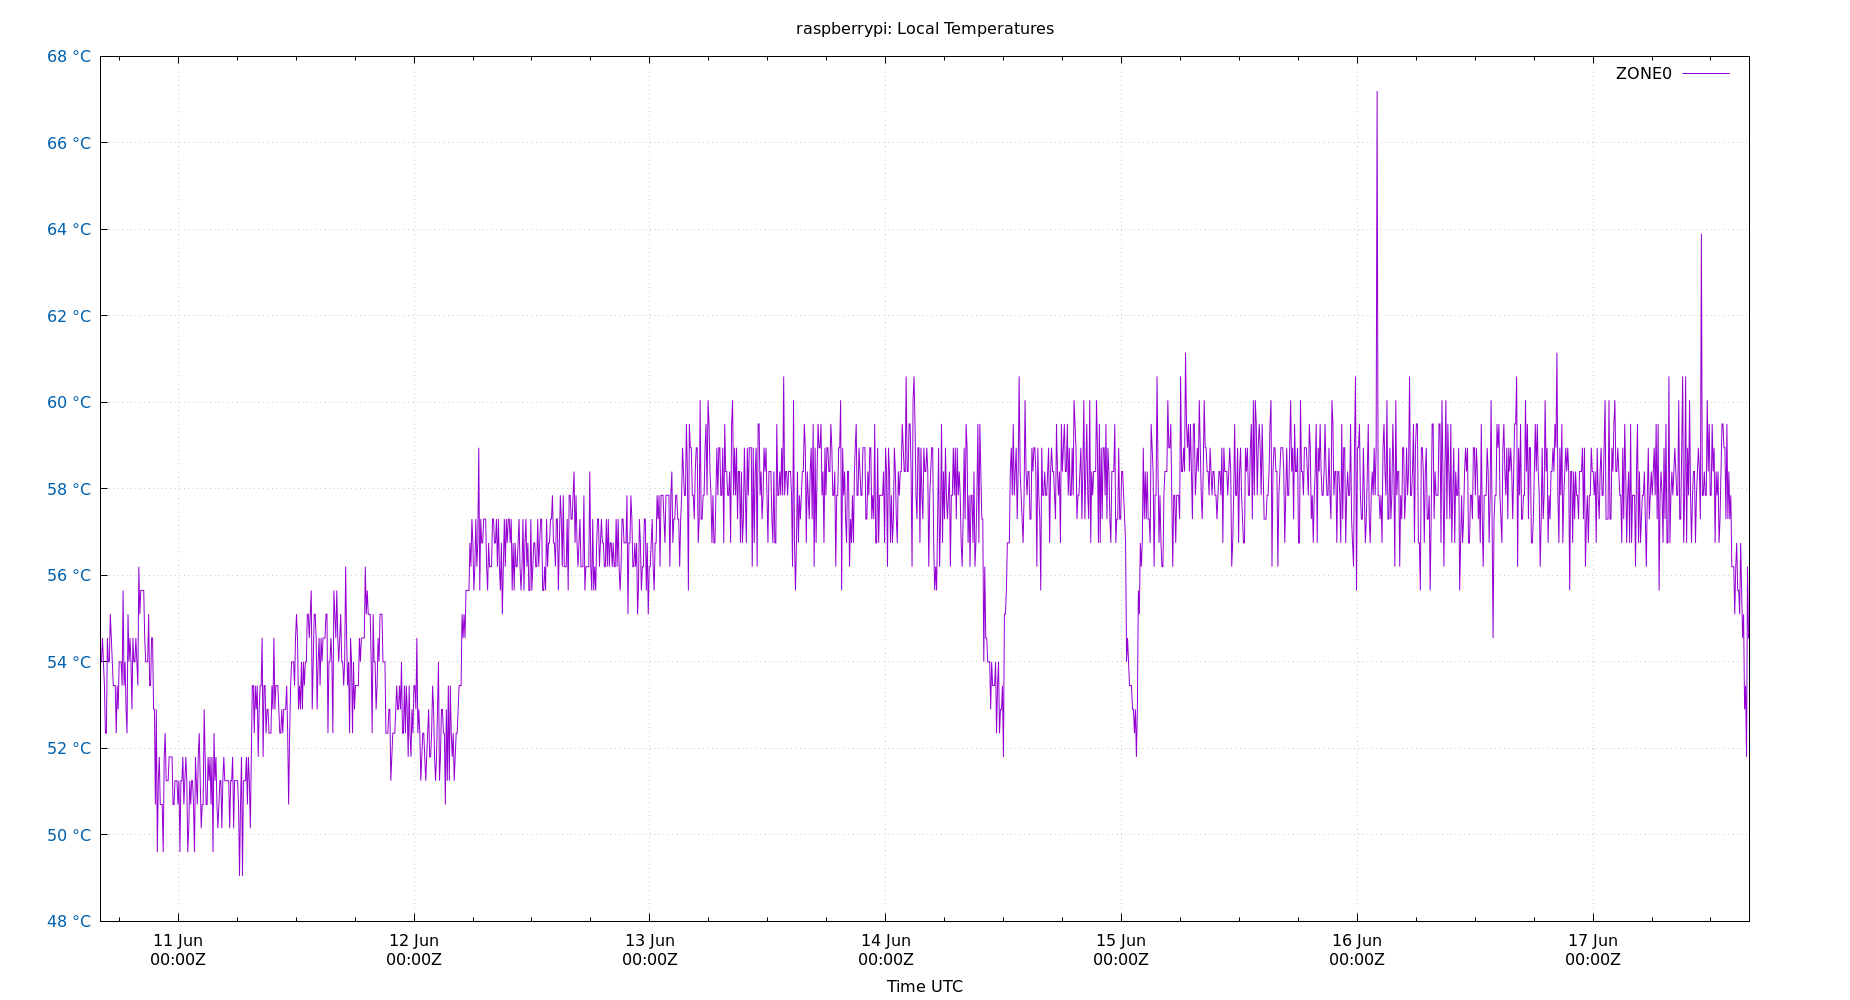 raspberrypi: Local Temperatures
ZONE0
68 °C
66 °C
64 °C
62 °C
60 °C
58 °C
56 °C
54 °C
52 °C
50 °C
48 °C
11 Jun 12 Jun 13 Jun 14 Jun 15 Jun 16 Jun 17 Jun
00:00Z 00:00Z 00:00Z 00:00Z 00:00Z 00:00Z 00:00Z
Time UTC